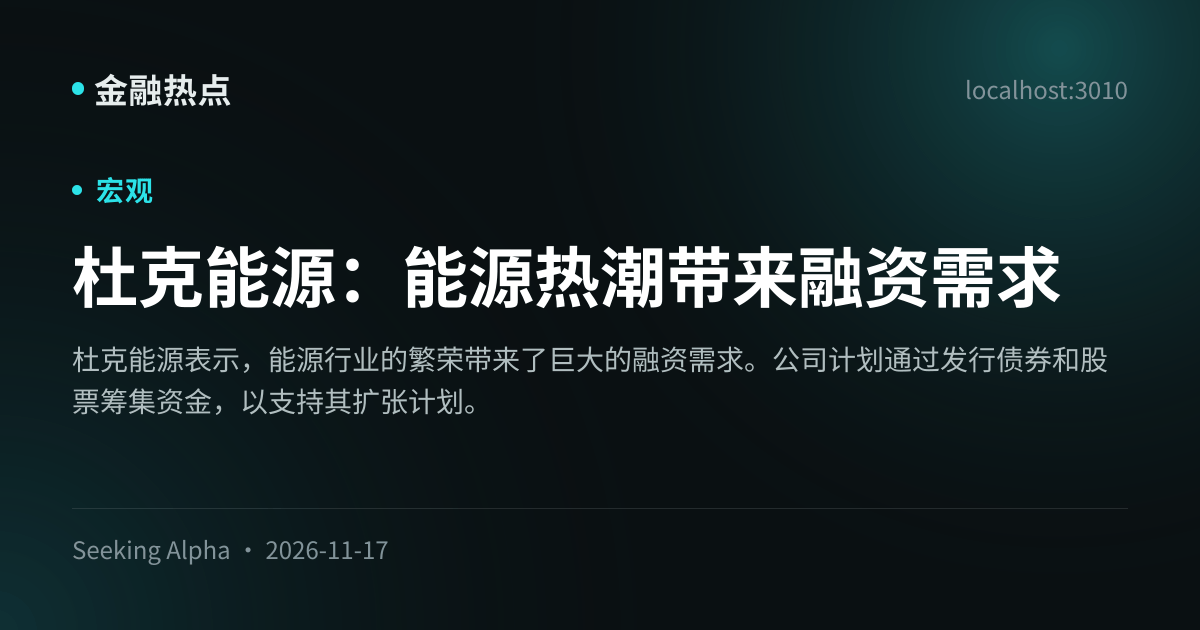 金融热点
localhost:3010
宏观
杜克能源：能源热潮带来融资需求
杜克能源表示，能源行业的繁荣带来了巨大的融资需求。公司计划通过发行债券和股
票筹集资金，以支持其扩张计划。
Seeking Alpha · 2026-11-17